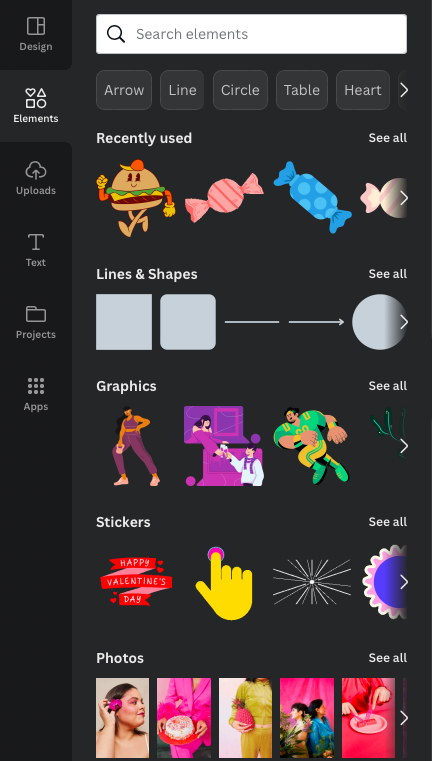 Design
Elements
Uploads
Text
Projects
Apps
Search elements
Arrow
Line
Circle
Table
Heart
Recently used
See all
Lines & Shapes
See all
Graphics
See all
Stickers
See all
HAPPY
VALENTINE'S
DAY
Photos
See all